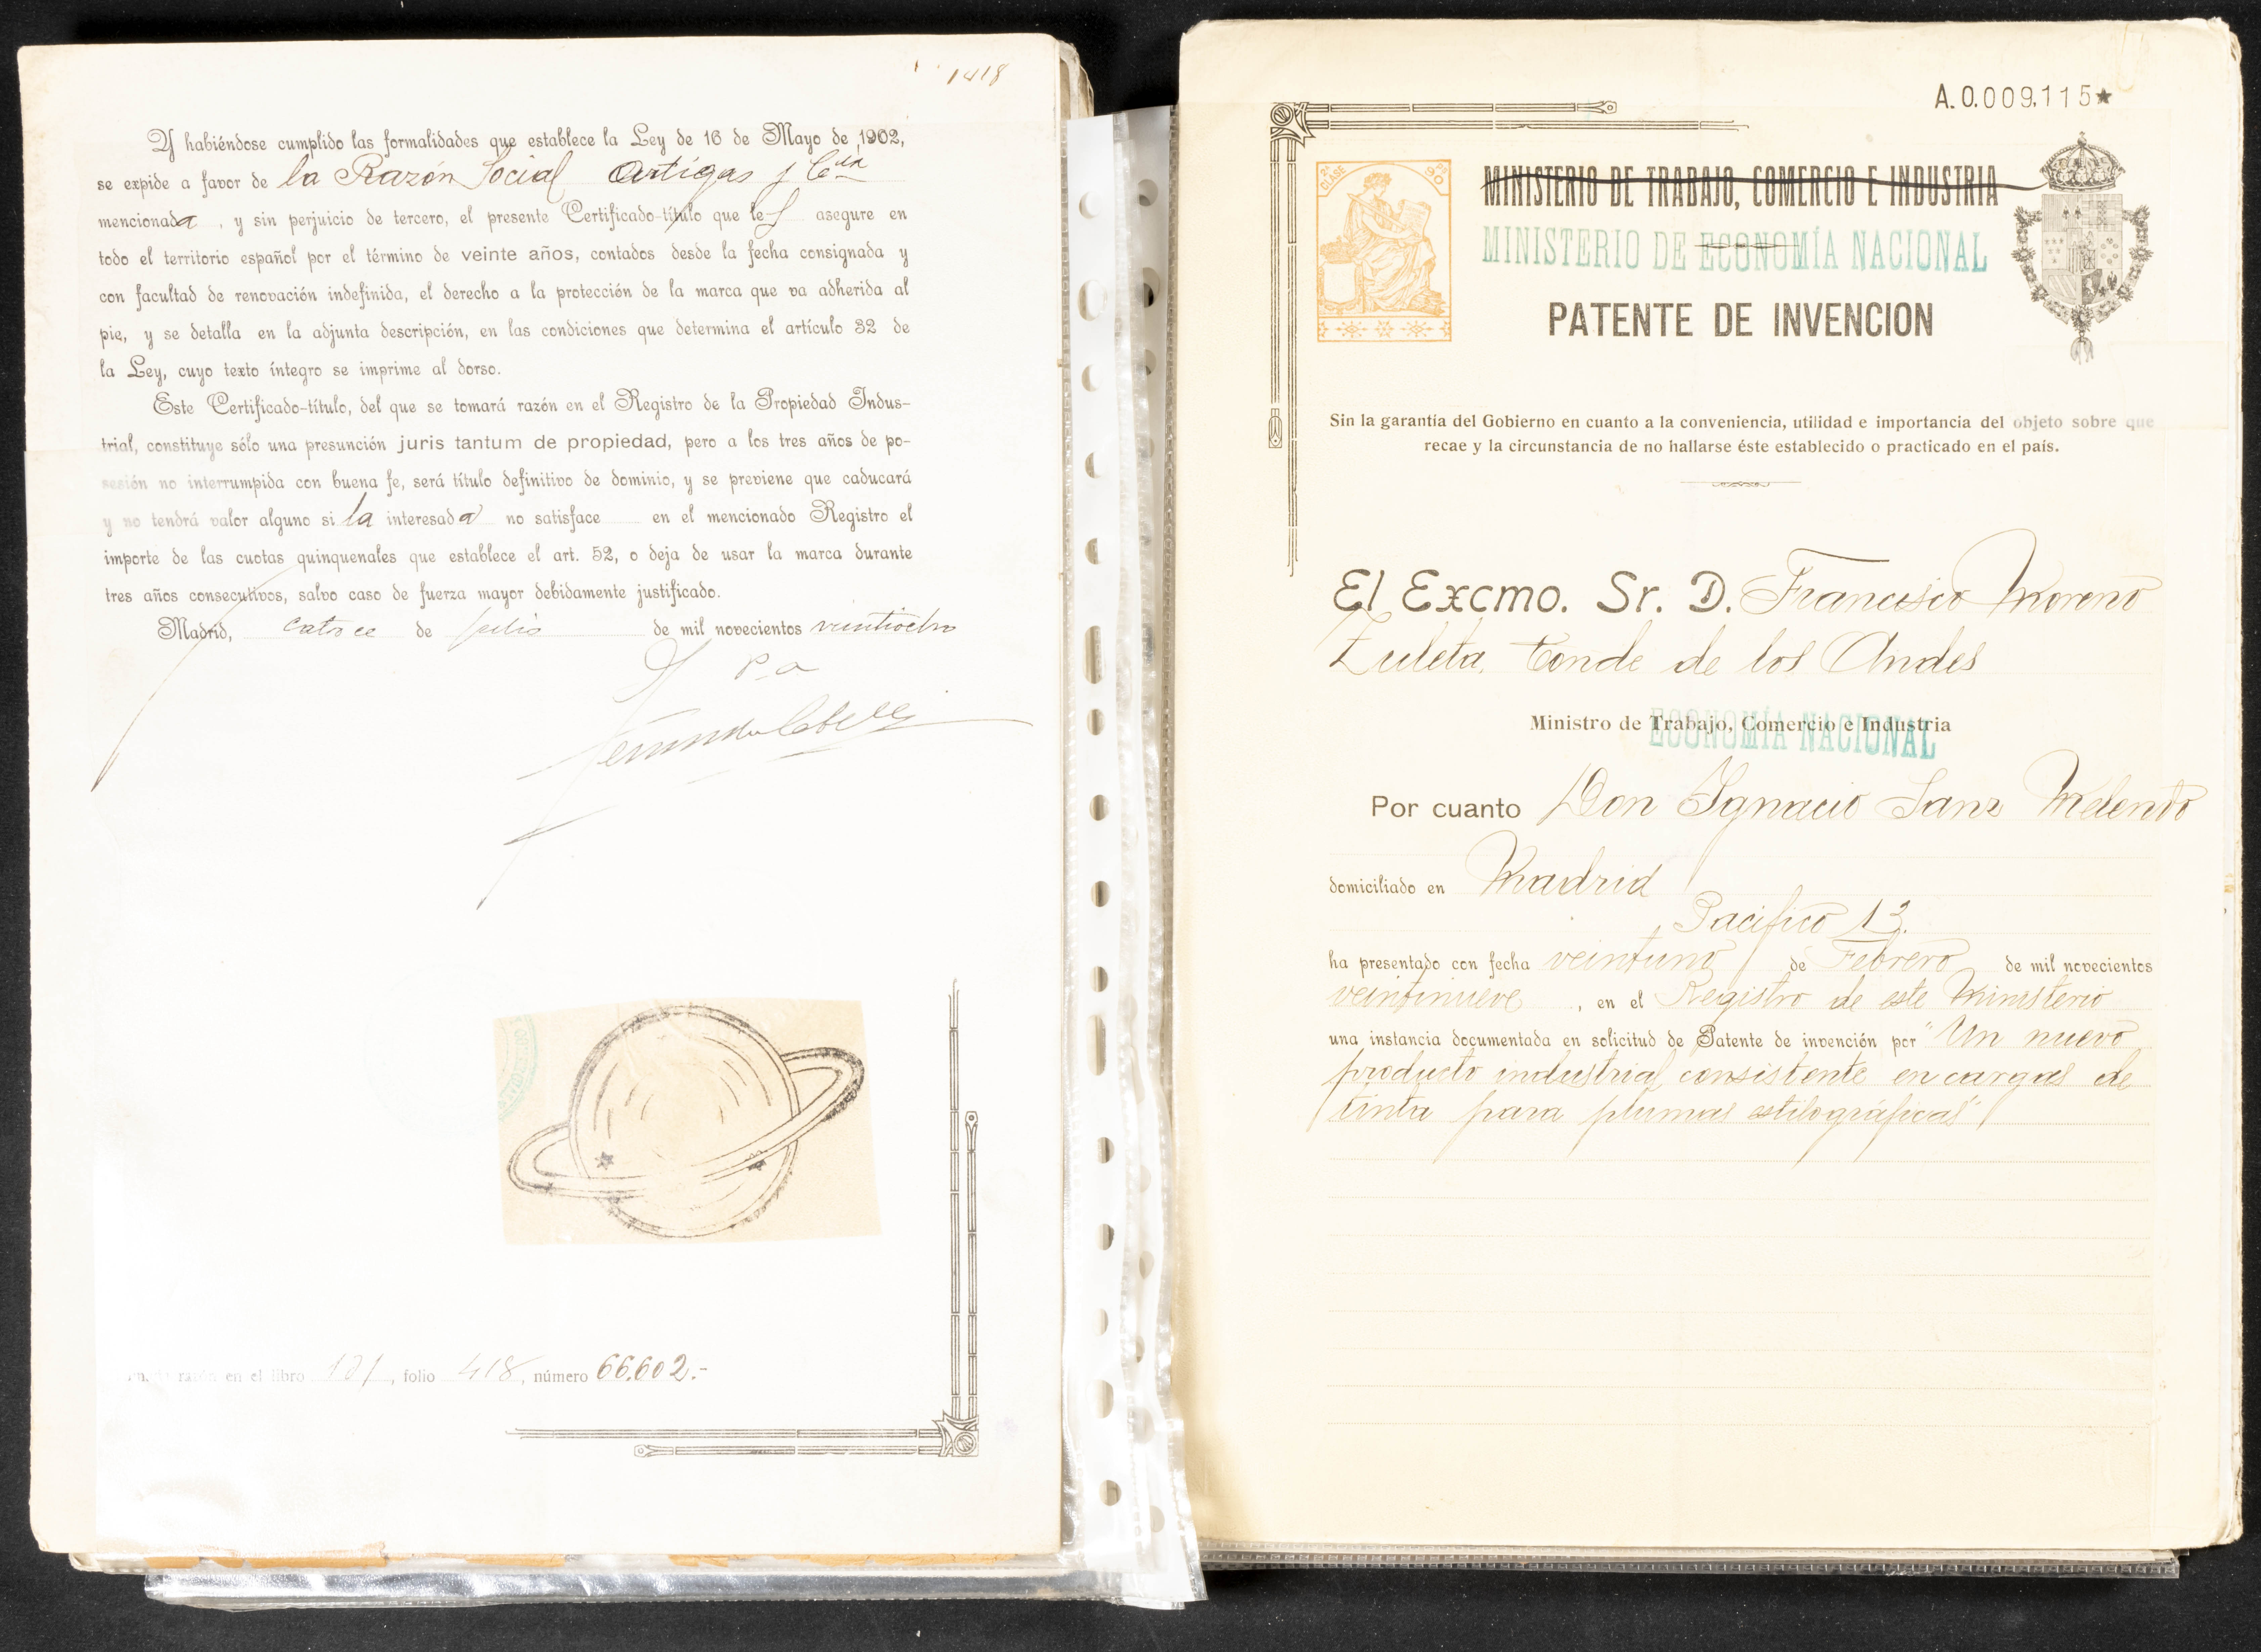 1418
Y habiéndose cumplido las formalidades que establece la Ley de 16 de Mayo de 1902,
se expide a favor de la Razón Social Artigas y Cía
mencionada, y sin perjuicio de tercero, el presente Certificado-título que le asegure en
todo el territorio español por el término de veinte años, contados desde la fecha consignada y
con facultad de renovación indefinida, el derecho a la protección de la marca que va adherida al
pie, y se detalla en la adjunta descripción, en las condiciones que determina el artículo 32 de
la Ley, cuyo texto íntegro se imprime al dorso.
Este Certificado-título, del que se tomará razón en el Registro de la Propiedad Indus-
trial, constituye sólo una presunción juris tantum de propiedad, pero a los tres años de po-
sesión no interrumpida con buena fe, será título definitivo de dominio, y se previene que caducará
y no tendrá valor alguno si la interesada no satisface en el mencionado Registro el
importe de las cuotas quinquenales que establece el art. 52, o deja de usar la marca durante
tres años consecutivos, salvo caso de fuerza mayor debidamente justificado.
Madrid, catorce de julio de mil novecientos veintiocho
P. a
razón en el libro 131, folio 418, número 66.602.-
A.0.009,115★
2ª CLASE 90 Pˢ
MINISTERIO DE TRABAJO, COMERCIO E INDUSTRIA
MINISTERIO DE ECONOMÍA NACIONAL
PATENTE DE INVENCION
Sin la garantía del Gobierno en cuanto a la conveniencia, utilidad e importancia del objeto sobre que
recae y la circunstancia de no hallarse éste establecido o practicado en el país.
El Excmo. Sr. D. Francisco Moreno
Zuleta, Conde de los Andes
Ministro de Trabajo, Comercio e Industria
ECONOMÍA NACIONAL
Por cuanto Don Ignacio Sanz Melendo
domiciliado en Madrid
Pacifico 13.
ha presentado con fecha veintuno de Febrero de mil novecientos
veintinueve, en el Registro de este Ministerio
una instancia documentada en solicitud de Patente de invención por "Un nuevo
producto industrial consistente en cargas de
tinta para plumas estilográficas"